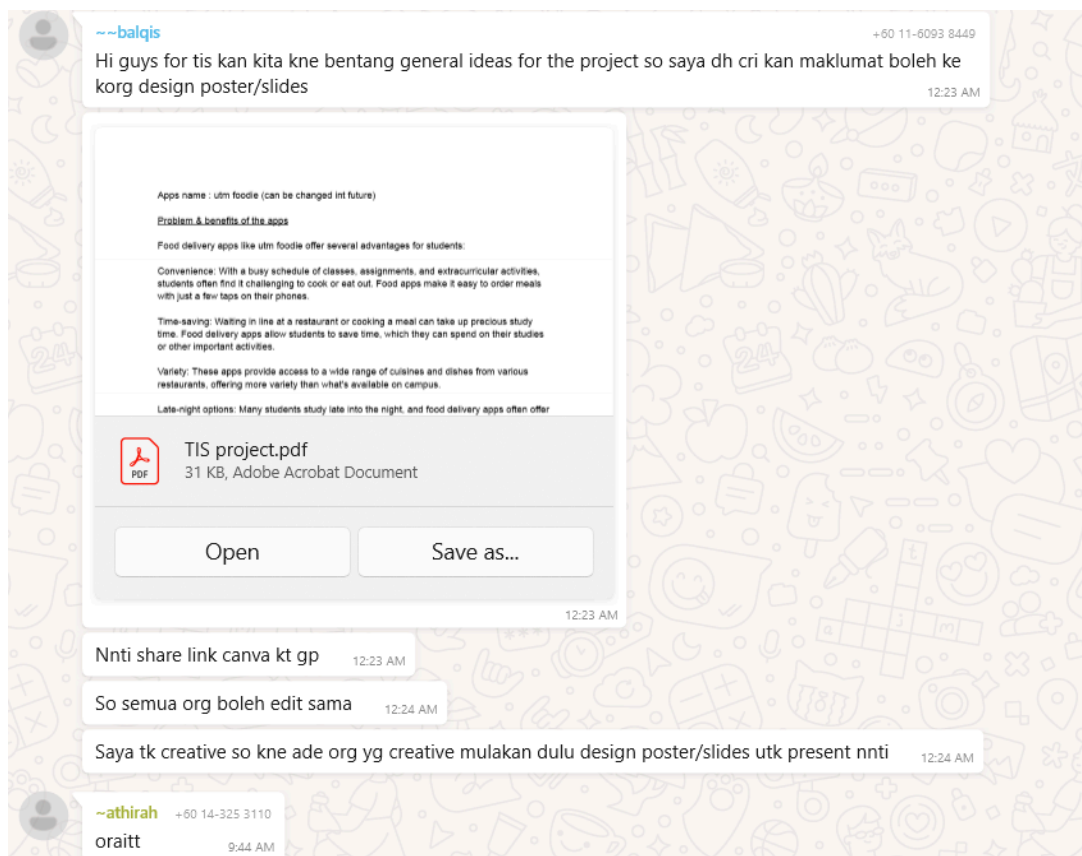 ~~balqis
+60 11-6093 8449
Hi guys for tis kan kita kne bentang general ideas for the project so saya dh cri kan maklumat boleh ke
korg design poster/slides
12:23 AM
Apps name : utm foodie (can be changed int future)
Problem & benefits of the apps
Food delivery apps like utm foodie offer several advantages for students:
Convenience: With a busy schedule of classes, assignments, and extracurricular activities,
students often find it challenging to cook or eat out. Food apps make it easy to order meals
with just a few taps on their phones.
Time-saving: Waiting in line at a restaurant or cooking a meal can take up precious study
time. Food delivery apps allow students to save time, which they can spend on their studies
or other important activities.
Variety: These apps provide access to a wide range of cuisines and dishes from various
restaurants, offering more variety than what's available on campus.
Late-night options: Many students study late into the night, and food delivery apps often offer
PDF
TIS project.pdf
31 KB, Adobe Acrobat Document
Open
Save as...
12:23 AM
Nnti share link canva kt gp
12:23 AM
So semua org boleh edit sama
12:24 AM
Saya tk creative so kne ade org yg creative mulakan dulu design poster/slides utk present nnti
12:24 AM
~athirah
+60 14-325 3110
oraitt
9:44 AM